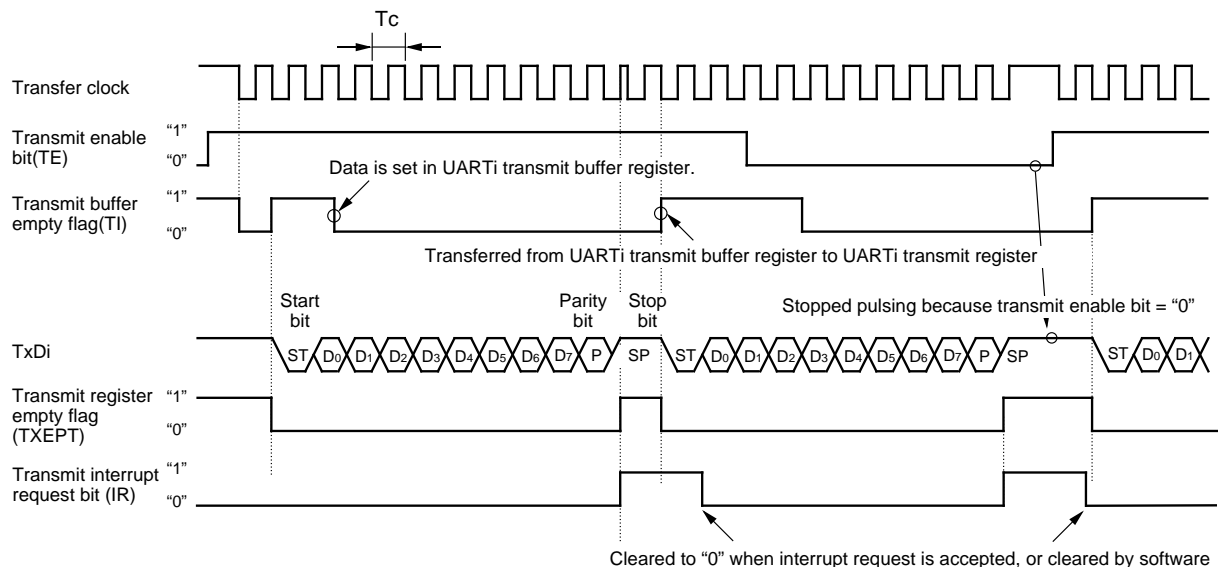 Tc
Transfer clock
Transmit enable
bit(TE)
“1”
“0”
Data is set in UARTi transmit buffer register.
Transmit buffer
empty flag(TI)
“1”
“0”
Transferred from UARTi transmit buffer register to UARTi transmit register
Start
bit
Parity
bit
Stop
bit
Stopped pulsing because transmit enable bit = “0”
TxDi
ST D0 D1 D2 D3 D4 D5 D6 D7 P SP ST D0 D1 D2 D3 D4 D5 D6 D7 P SP ST D0 D1
Transmit register
empty flag
(TXEPT)
“1”
“0”
Transmit interrupt
request bit (IR)
“1”
“0”
Cleared to “0” when interrupt request is accepted, or cleared by software